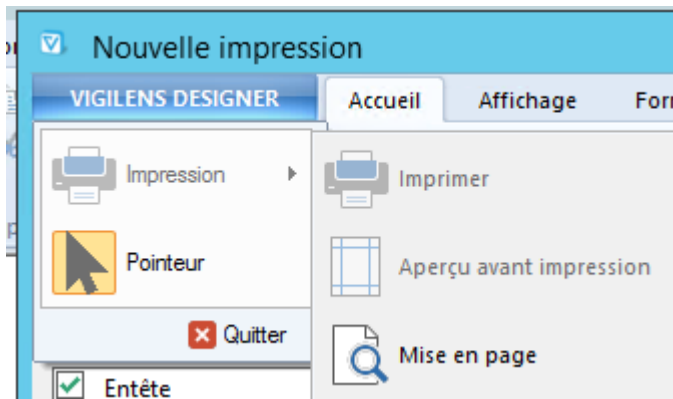 Nouvelle impression
VIGILENS DESIGNER Accueil Affichage
Impression Imprimer
Pointeur Aperçu avant impression
Quitter
Mise en page
Entête